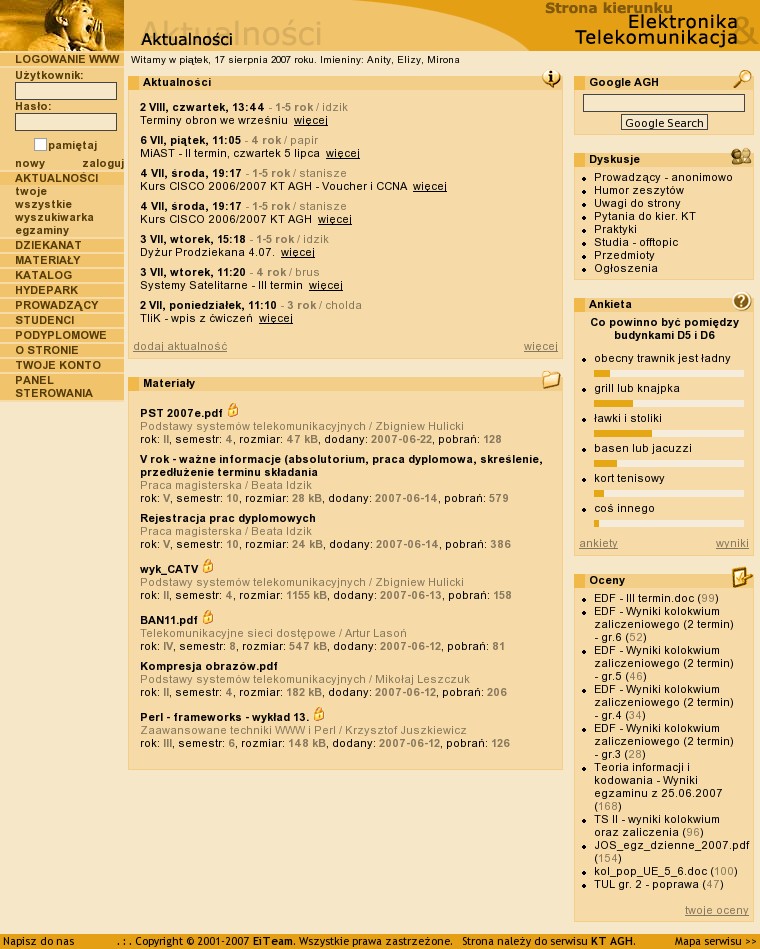 Aktualności
Aktualności
Strona kierunku
Elektronika
&
Telekomunikacja
LOGOWANIE WWW
Użytkownik:
Hasło:
pamiętaj
nowy zaloguj
AKTUALNOŚCI
twoje
wszystkie
wyszukiwarka
egzaminy
DZIEKANAT
MATERIAŁY
KATALOG
HYDEPARK
PROWADZĄCY
STUDENCI
PODYPLOMOWE
O STRONIE
TWOJE KONTO
PANEL
STEROWANIA
Witamy w piątek, 17 sierpnia 2007 roku. Imieniny: Anity, Elizy, Mirona
Aktualności
2 VIII, czwartek, 13:44 - 1-5 rok / idzik
Terminy obron we wrześniu więcej
6 VII, piątek, 11:05 - 4 rok / papir
MiAST - II termin, czwartek 5 lipca więcej
4 VII, środa, 19:17 - 1-5 rok / stanisze
Kurs CISCO 2006/2007 KT AGH - Voucher i CCNA więcej
4 VII, środa, 19:17 - 1-5 rok / stanisze
Kurs CISCO 2006/2007 KT AGH więcej
3 VII, wtorek, 15:18 - 1-5 rok / idzik
Dyżur Prodziekana 4.07. więcej
3 VII, wtorek, 11:20 - 4 rok / brus
Systemy Satelitarne - III termin więcej
2 VII, poniedziałek, 11:10 - 3 rok / cholda
TIiK - wpis z ćwiczeń więcej
dodaj aktualność więcej
Materiały
PST 2007e.pdf
Podstawy systemów telekomunikacyjnych / Zbigniew Hulicki
rok: II, semestr: 4, rozmiar: 47 kB, dodany: 2007-06-22, pobrań: 128
V rok - ważne informacje (absolutorium, praca dyplomowa, skreślenie,
przedłużenie terminu składania
Praca magisterska / Beata Idzik
rok: V, semestr: 10, rozmiar: 28 kB, dodany: 2007-06-14, pobrań: 579
Rejestracja prac dyplomowych
Praca magisterska / Beata Idzik
rok: V, semestr: 10, rozmiar: 24 kB, dodany: 2007-06-14, pobrań: 386
wyk_CATV
Podstawy systemów telekomunikacyjnych / Zbigniew Hulicki
rok: II, semestr: 4, rozmiar: 1155 kB, dodany: 2007-06-13, pobrań: 158
BAN11.pdf
Telekomunikacyjne sieci dostępowe / Artur Lasoń
rok: IV, semestr: 8, rozmiar: 547 kB, dodany: 2007-06-12, pobrań: 81
Kompresja obrazów.pdf
Podstawy systemów telekomunikacyjnych / Mikołaj Leszczuk
rok: II, semestr: 4, rozmiar: 182 kB, dodany: 2007-06-12, pobrań: 206
Perl - frameworks - wykład 13.
Zaawansowane techniki WWW i Perl / Krzysztof Juszkiewicz
rok: III, semestr: 6, rozmiar: 148 kB, dodany: 2007-06-12, pobrań: 126
Google AGH
Google Search
Dyskusje
Prowadzący - anonimowo
Humor zeszytów
Uwagi do strony
Pytania do kier. KT
Praktyki
Studia - offtopic
Przedmioty
Ogłoszenia
Ankieta
?
Co powinno być pomiędzy
budynkami D5 i D6
obecny trawnik jest ładny
grill lub knajpka
ławki i stoliki
basen lub jacuzzi
kort tenisowy
coś innego
ankiety wyniki
Oceny
EDF - III termin.doc (99)
EDF - Wyniki kolokwium
zaliczeniowego (2 termin)
- gr.6 (52)
EDF - Wyniki kolokwium
zaliczeniowego (2 termin)
- gr.5 (46)
EDF - Wyniki kolokwium
zaliczeniowego (2 termin)
- gr.4 (34)
EDF - Wyniki kolokwium
zaliczeniowego (2 termin)
- gr.3 (28)
Teoria informacji i
kodowania - Wyniki
egzaminu z 25.06.2007
(168)
TS II - wyniki kolokwium
oraz zaliczenia (96)
JOS_egz_dzienne_2007.pdf
(154)
kol_pop_UE_5_6.doc (100)
TUL gr. 2 - poprawa (47)
twoje oceny
Napisz do nas .:. Copyright © 2001-2007 EiTeam. Wszystkie prawa zastrzeżone. Strona należy do serwisu KT AGH. Mapa serwisu >>